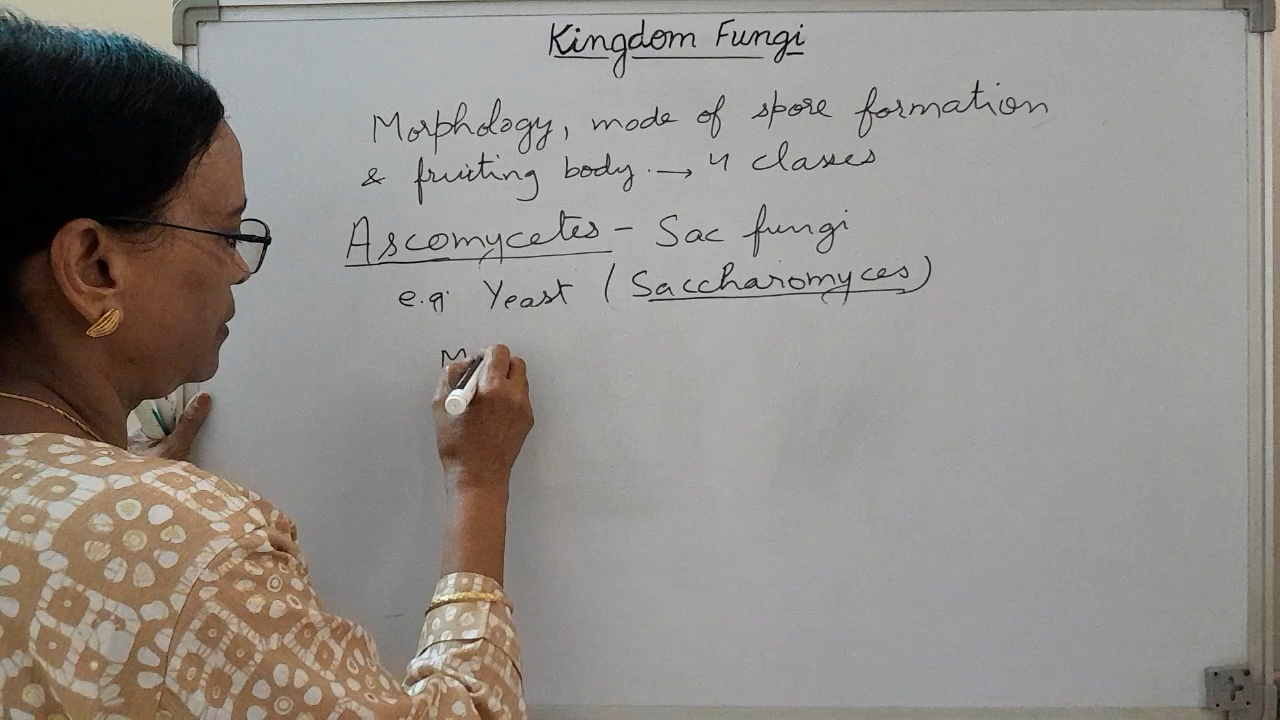 Kingdom Fungi
Morphology, mode of spore formation
& fruiting body. → 4 classes
Ascomycetes - Sac fungi
e.g. Yeast (Saccharomyces)
M